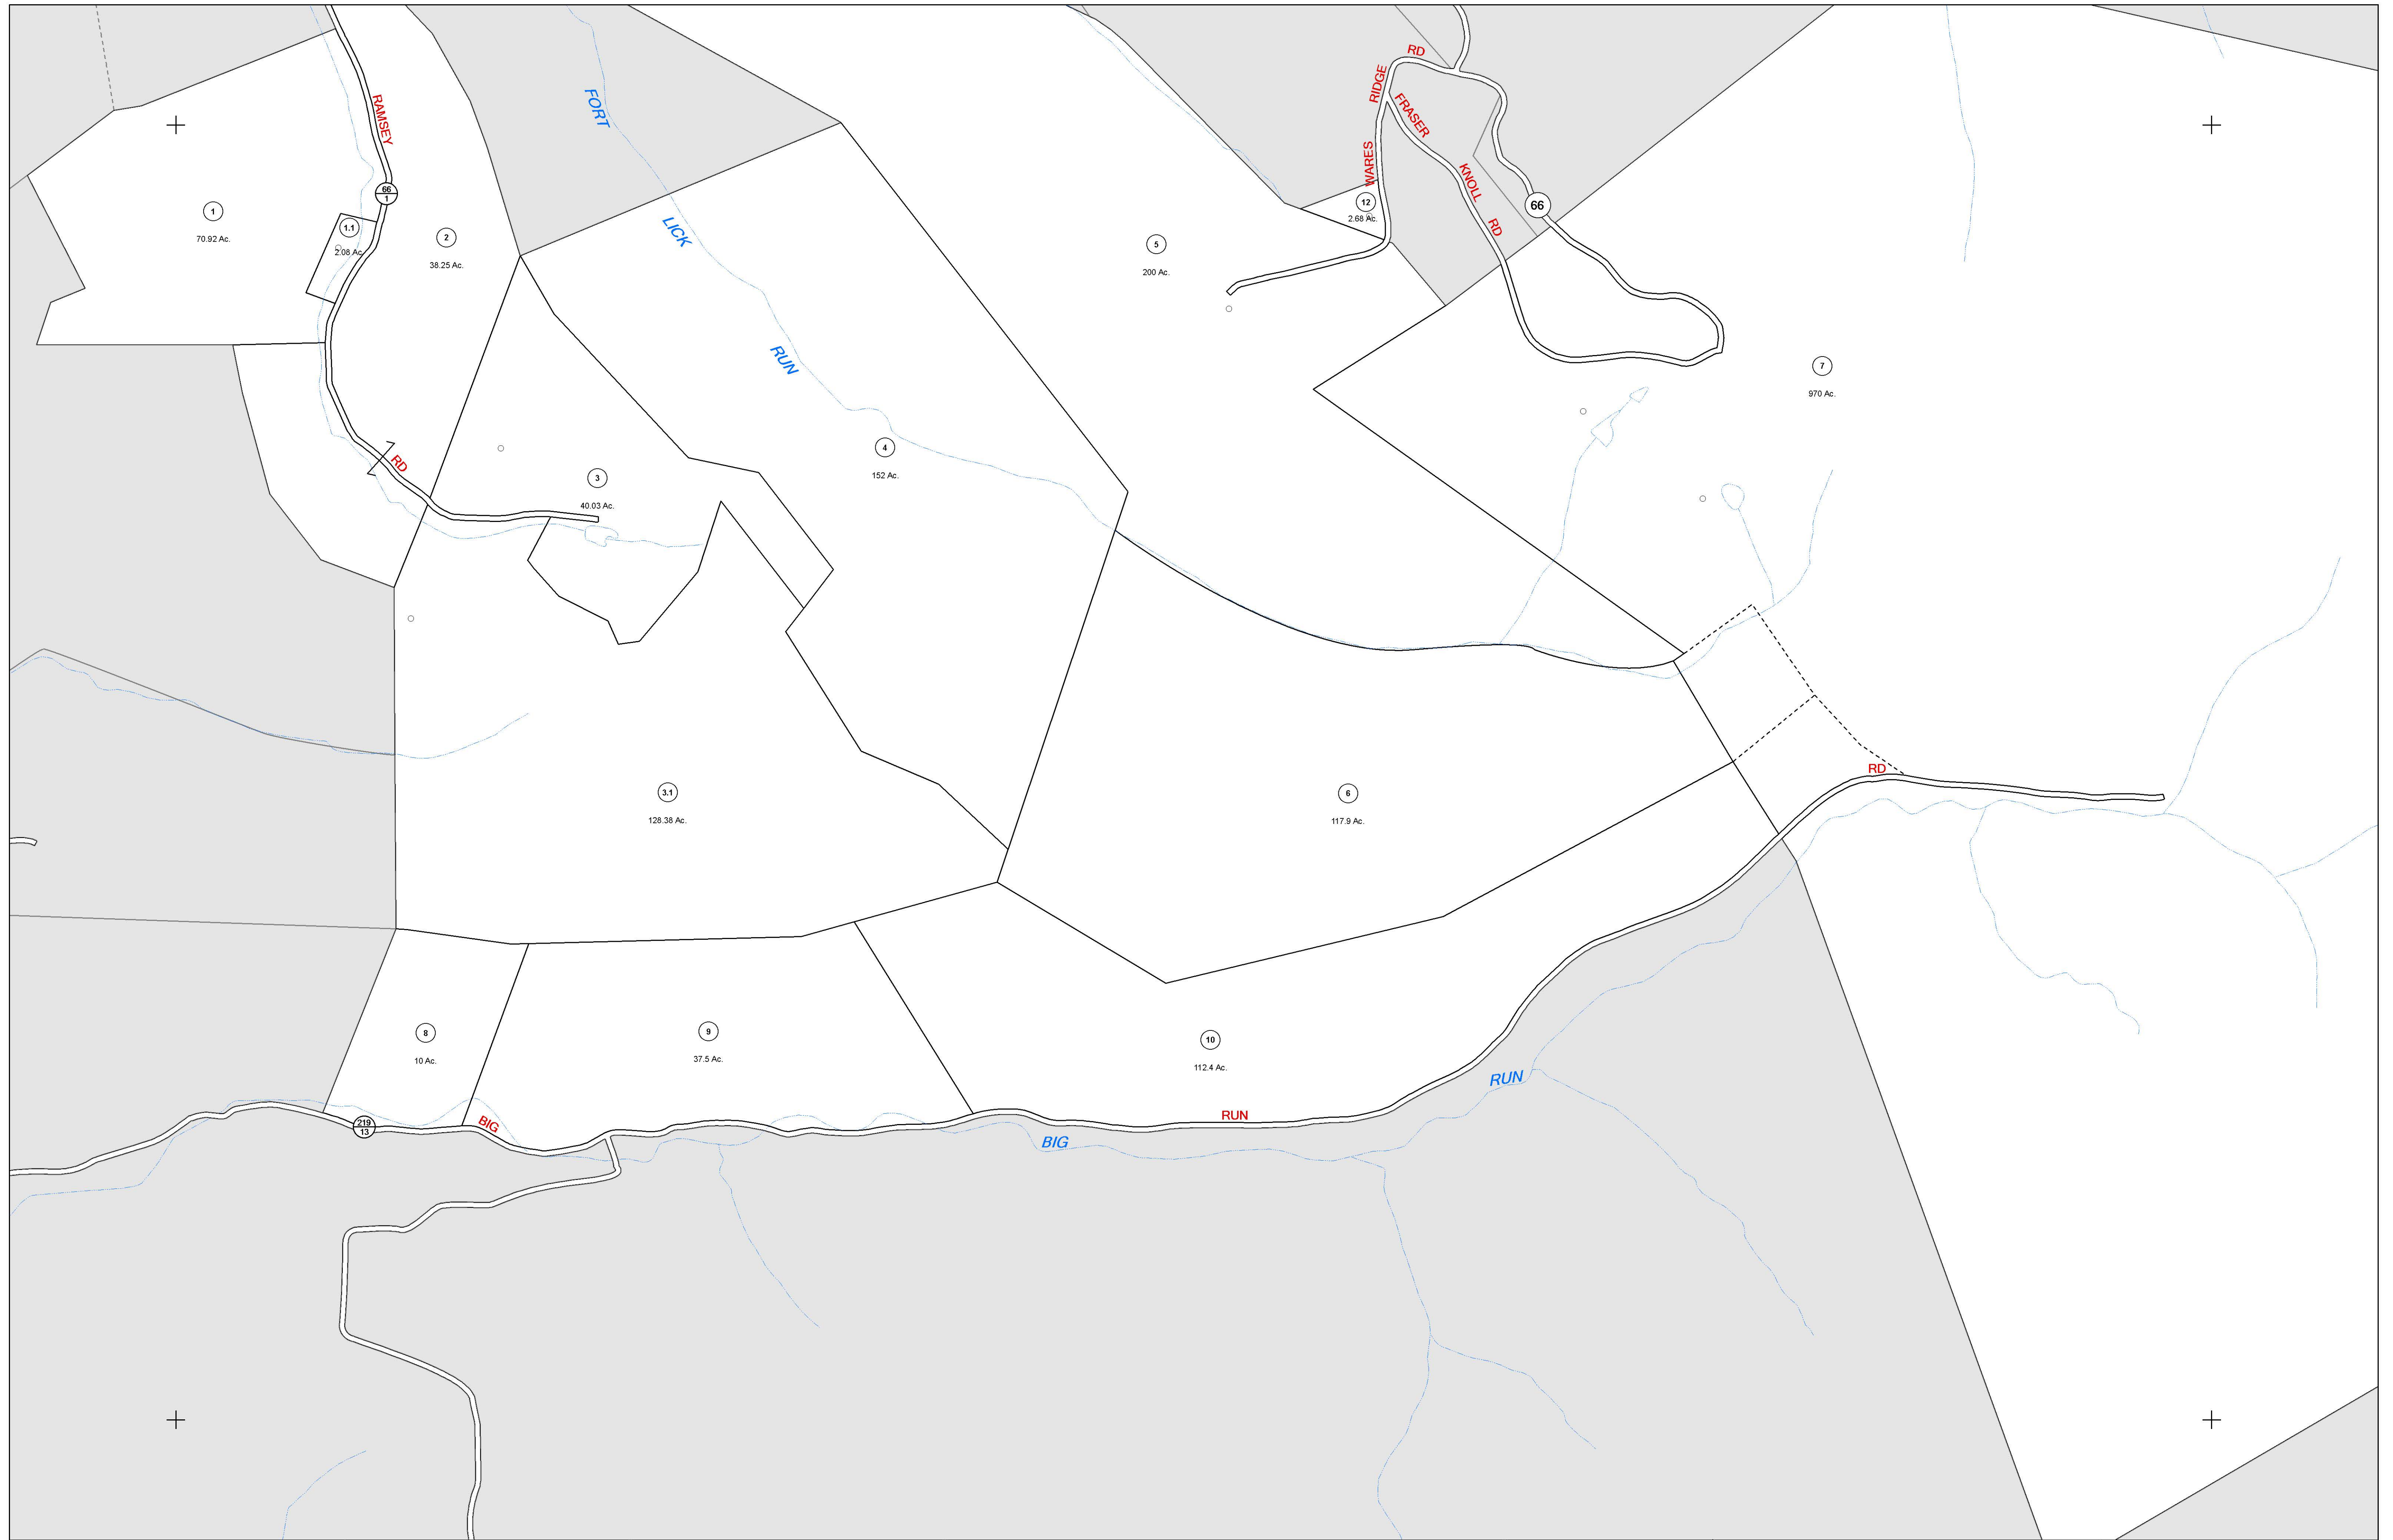 RD
RIDGE
FORT
RAMSEY
FRASER
WARES
66
1
KNOLL
12
2.68 Ac.
66
1
70.92 Ac.
1.1
2.08 Ac.
2
38.25 Ac.
LICK
RD
5
200 Ac.
RUN
7
970 Ac.
4
152 Ac.
RD
3
40.03 Ac.
RD
3.1
128.38 Ac.
6
117.9 Ac.
8
10 Ac.
9
37.5 Ac.
10
112.4 Ac.
RUN
219
13
BIG
RUN
BIG